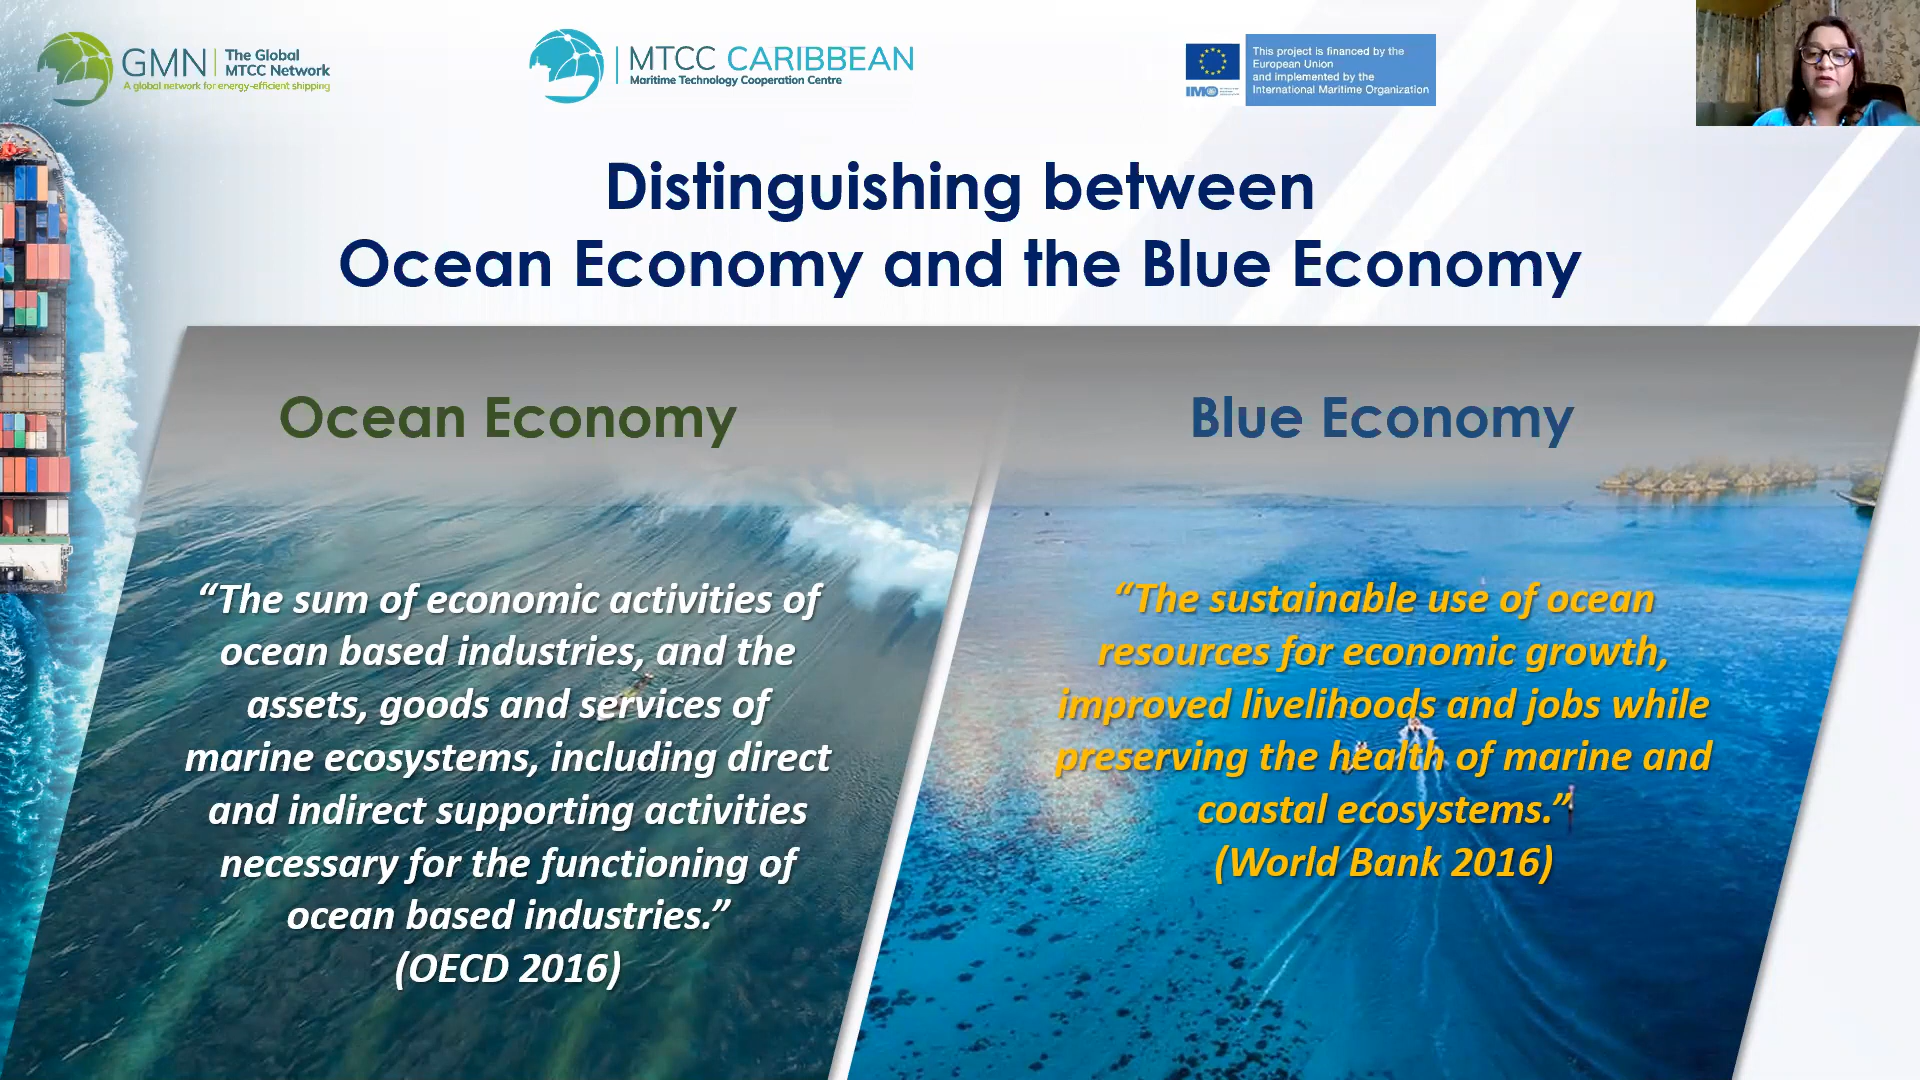 GMN
The Global
MTCC Network
A global network for energy-efficient shipping
MTCC CARIBBEAN
Maritime Technology Cooperation Centre
IMO
This project is financed by the
European Union
and implemented by the
International Maritime Organization
Distinguishing between
Ocean Economy and the Blue Economy
Ocean Economy
“The sum of economic activities of
ocean based industries, and the
assets, goods and services of
marine ecosystems, including direct
and indirect supporting activities
necessary for the functioning of
ocean based industries.”
(OECD 2016)
Blue Economy
“The sustainable use of ocean
resources for economic growth,
improved livelihoods and jobs while
preserving the health of marine and
coastal ecosystems.”
(World Bank 2016)